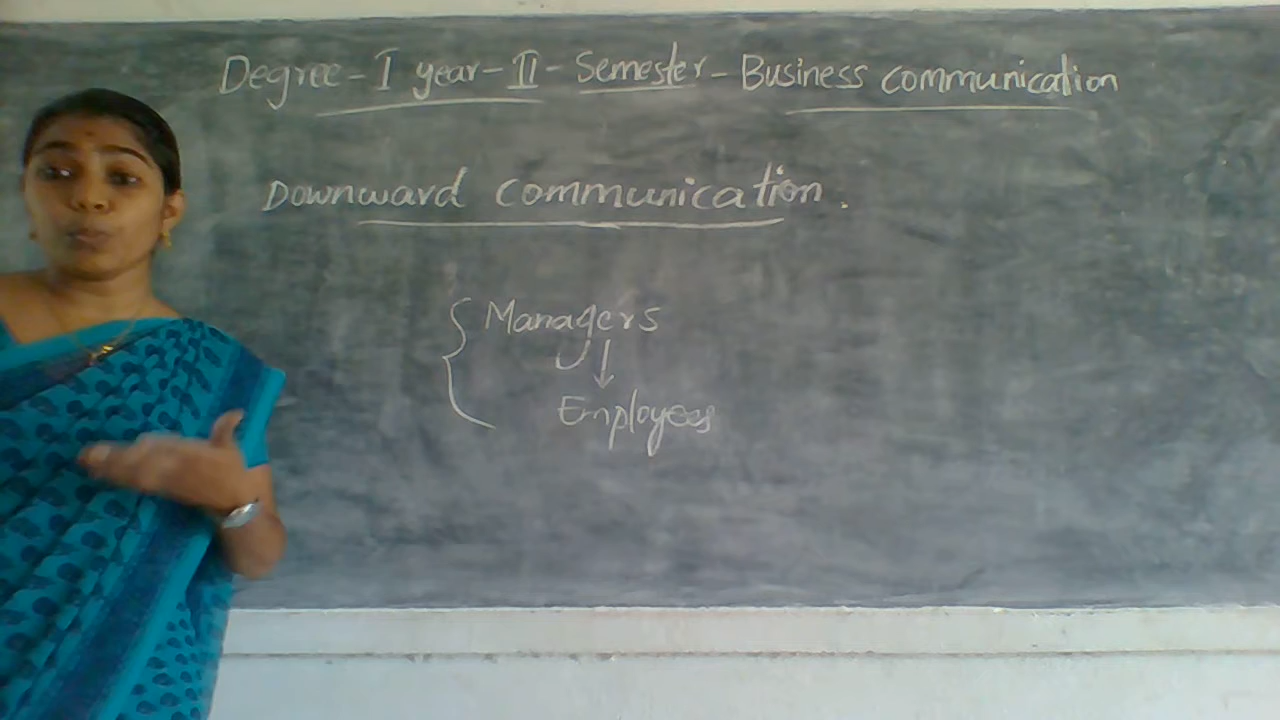 Degree - I year - II - Semester - Business communication
Downward communication.
Managers
Employees